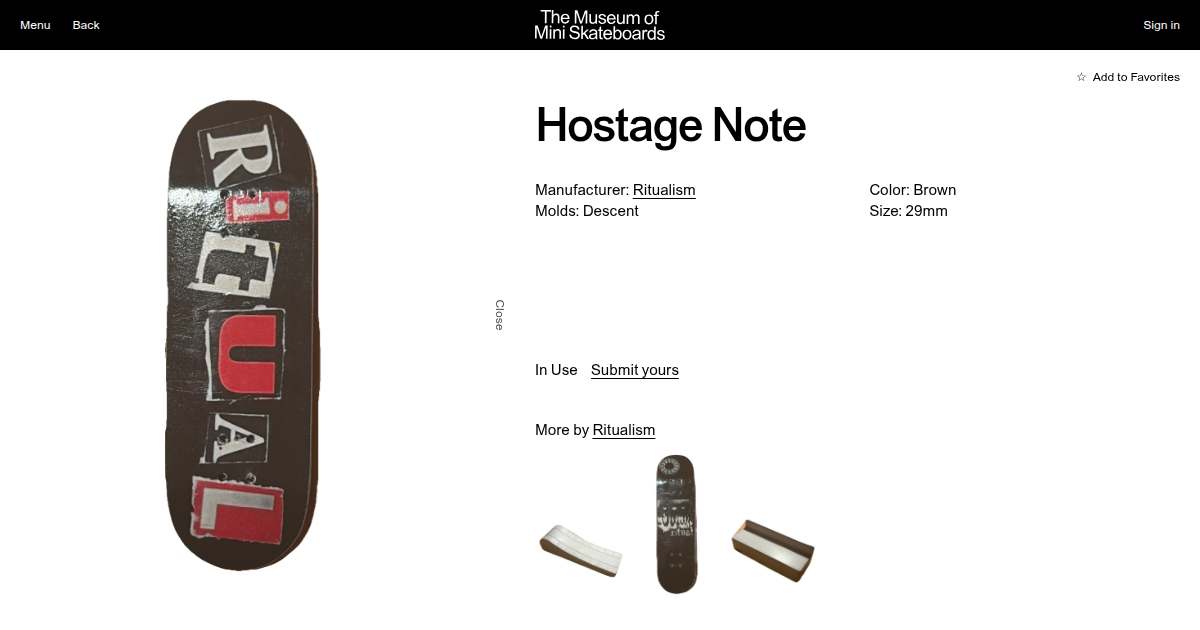 Menu
Back
The Museum of
Mini Skateboards
Sign in
☆ Add to Favorites
RitUAL
Hostage Note
Manufacturer: Ritualism
Molds: Descent
Color: Brown
Size: 29mm
Close
In Use Submit yours
More by Ritualism